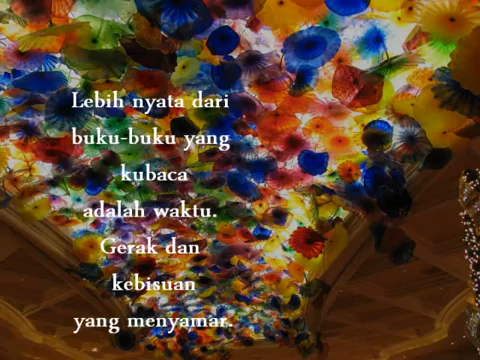 Lebih nyata dari
buku-buku yang
kubaca
adalah waktu.
Gerak dan
kebisuan
yang menyamar.